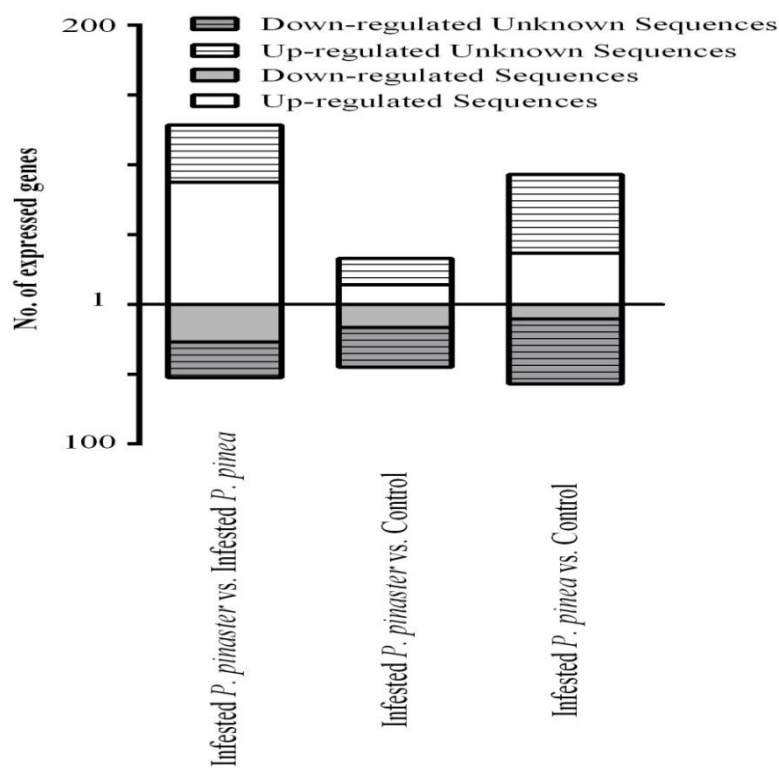 200
Down-regulated Unknown Sequences
Up-regulated Unknown Sequences
Down-regulated Sequences
Up-regulated Sequences
No. of expressed genes
1
100
Infested P. pinaster vs. Infested P. pinea
Infested P. pinaster vs. Control
Infested P. pinea vs. Control